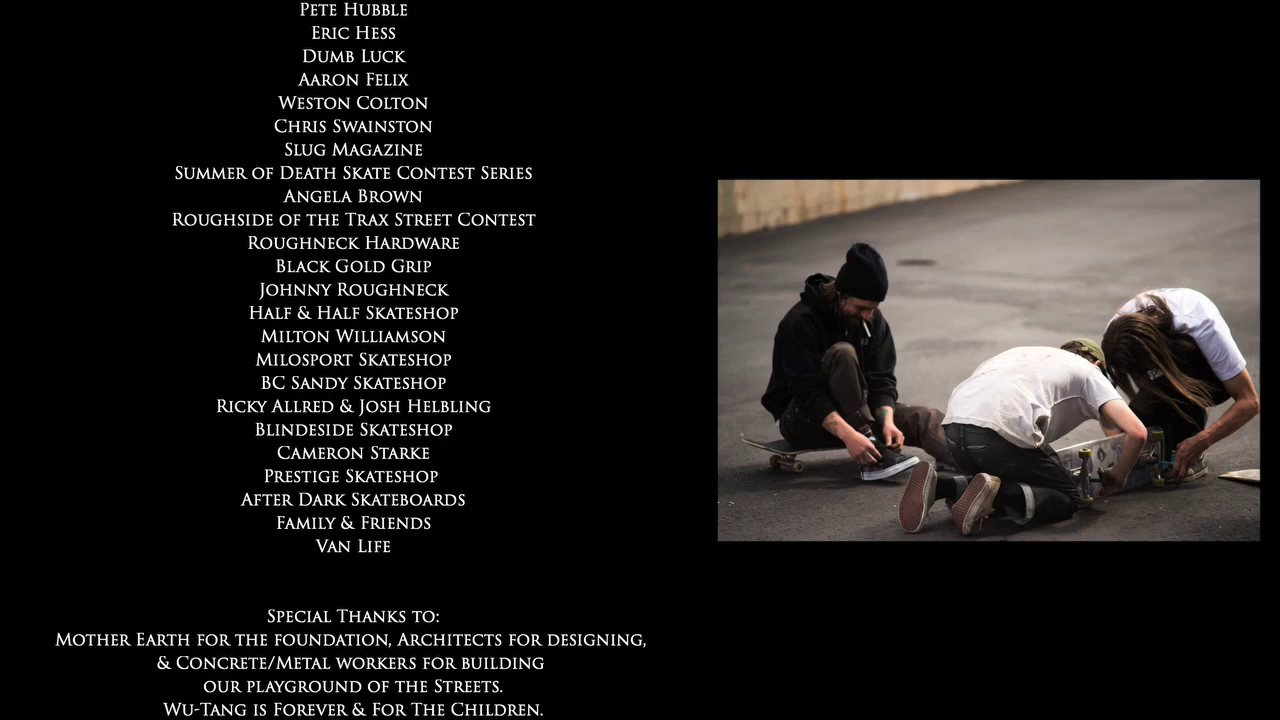 Pete Hubble
Eric Hess
Dumb Luck
Aaron Felix
Weston Colton
Chris Swainston
Slug Magazine
Summer of Death Skate Contest Series
Angela Brown
Roughside of the Trax Street Contest
Roughneck Hardware
Black Gold Grip
Johnny Roughneck
Half & Half Skateshop
Milton Williamson
Milosport Skateshop
BC Sandy Skateshop
Ricky Allred & Josh Helbling
Blindeside Skateshop
Cameron Starke
Prestige Skateshop
After Dark Skateboards
Family & Friends
Van Life
Special Thanks to:
Mother Earth for the foundation, Architects for designing,
& Concrete/Metal workers for building
our playground of the Streets.
Wu-Tang is Forever & For The Children.